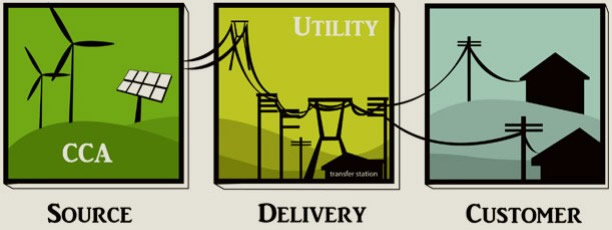 CCA
UTILITY
transfer station
SOURCE
DELIVERY
CUSTOMER